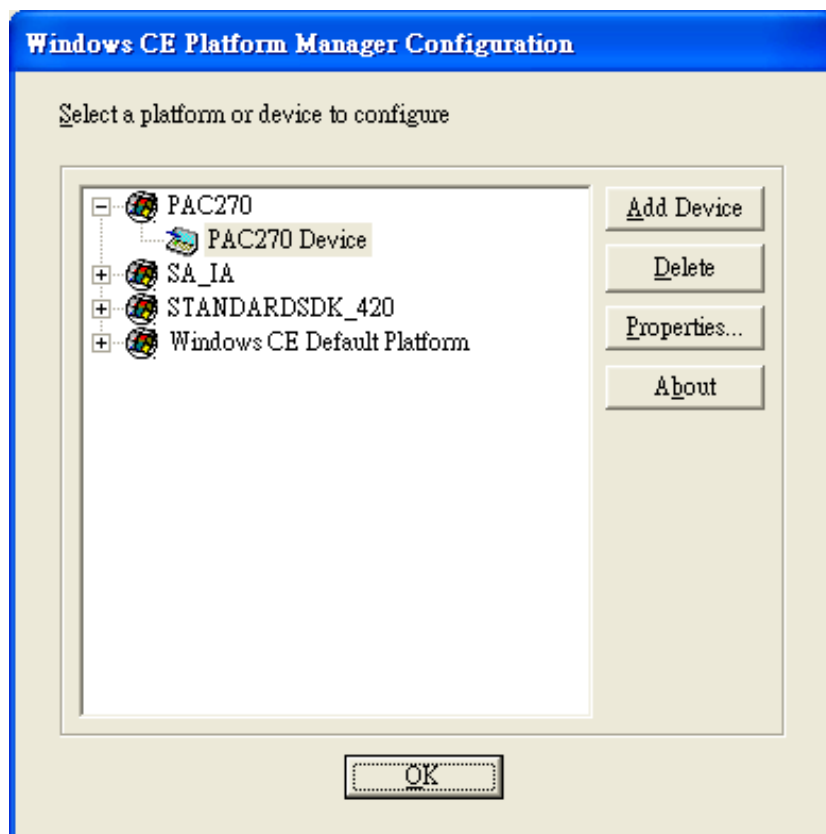 Windows CE Platform Manager Configuration
Select a platform or device to configure
PAC270
PAC270 Device
SA_IA
STANDARDSDK_420
Windows CE Default Platform
Add Device
Delete
Properties...
About
OK